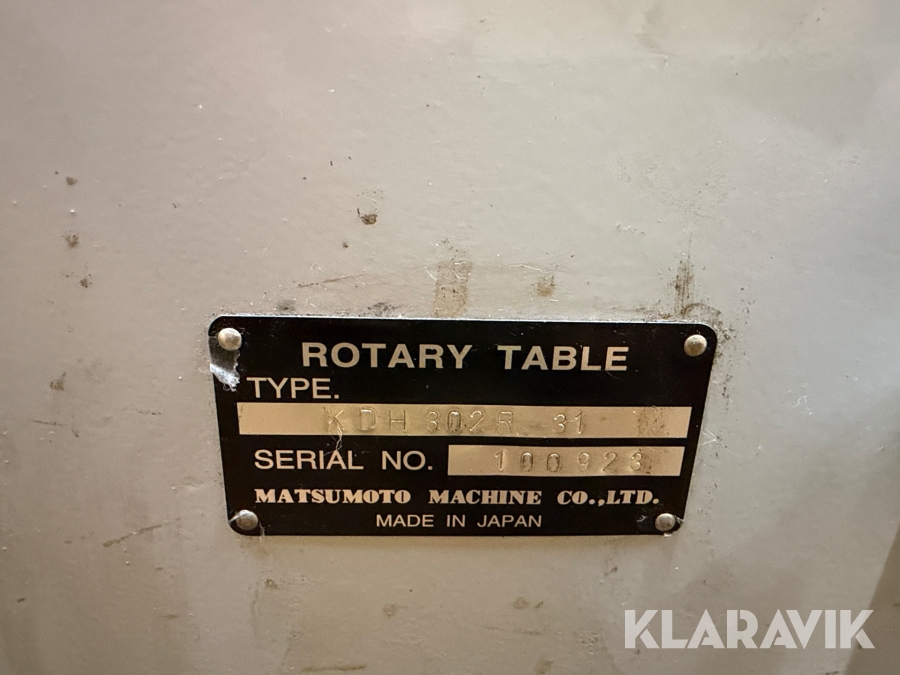 ROTARY TABLE
TYPE.
KDH 302R 31
SERIAL NO. 100923
MATSUMOTO MACHINE CO.,LTD.
MADE IN JAPAN
KLARAVIK